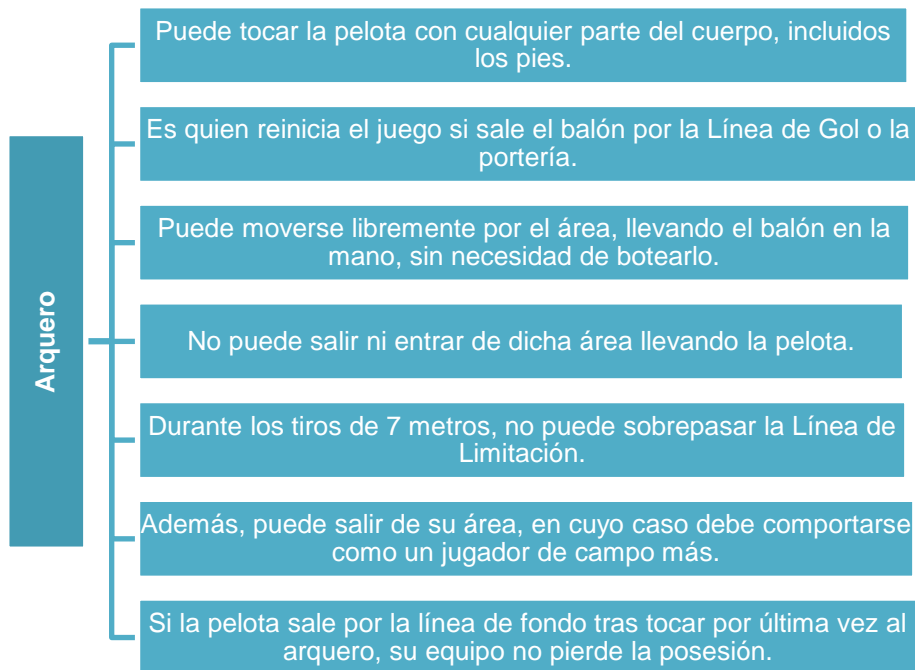 Arquero
Puede tocar la pelota con cualquier parte del cuerpo, incluidos
los pies.
Es quien reinicia el juego si sale el balón por la Línea de Gol o la
portería.
Puede moverse libremente por el área, llevando el balón en la
mano, sin necesidad de botearlo.
No puede salir ni entrar de dicha área llevando la pelota.
Durante los tiros de 7 metros, no puede sobrepasar la Línea de
Limitación.
Además, puede salir de su área, en cuyo caso debe comportarse
como un jugador de campo más.
Si la pelota sale por la línea de fondo tras tocar por última vez al
arquero, su equipo no pierde la posesión.